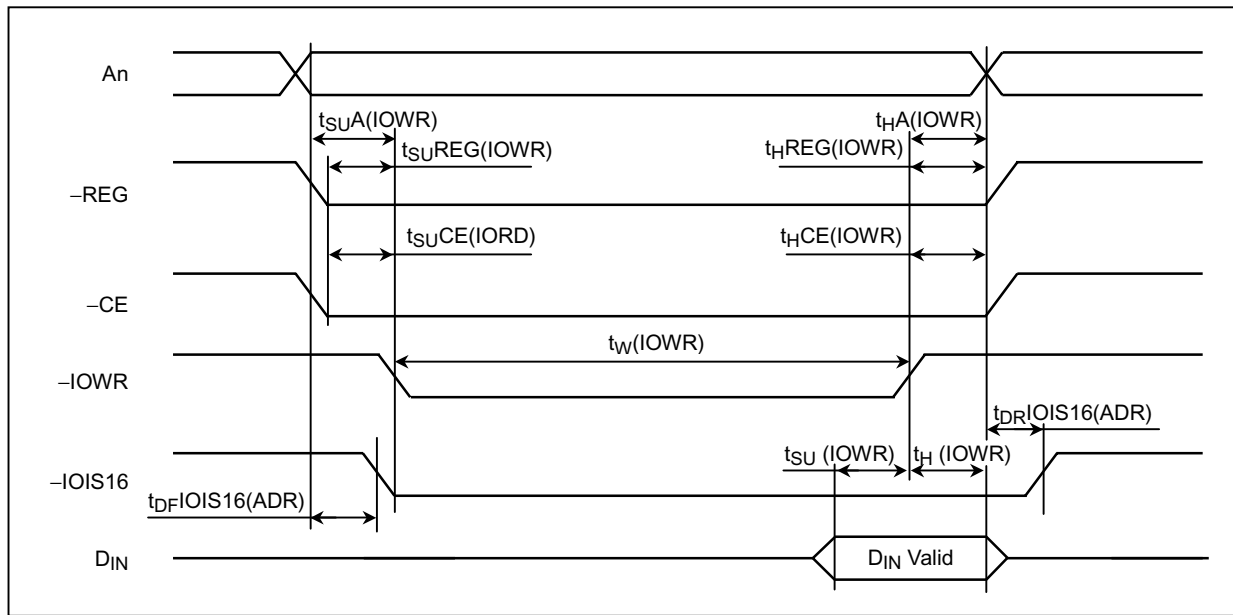 An
tSUA(IOWR)
tHA(IOWR)
tSUREG(IOWR)
tHREG(IOWR)
–REG
tSUCE(IORD)
tHCE(IOWR)
–CE
tW(IOWR)
–IOWR
tDRIOIS16(ADR)
tSU (IOWR)
tH (IOWR)
–IOIS16
tDFIOIS16(ADR)
DIN
DIN Valid